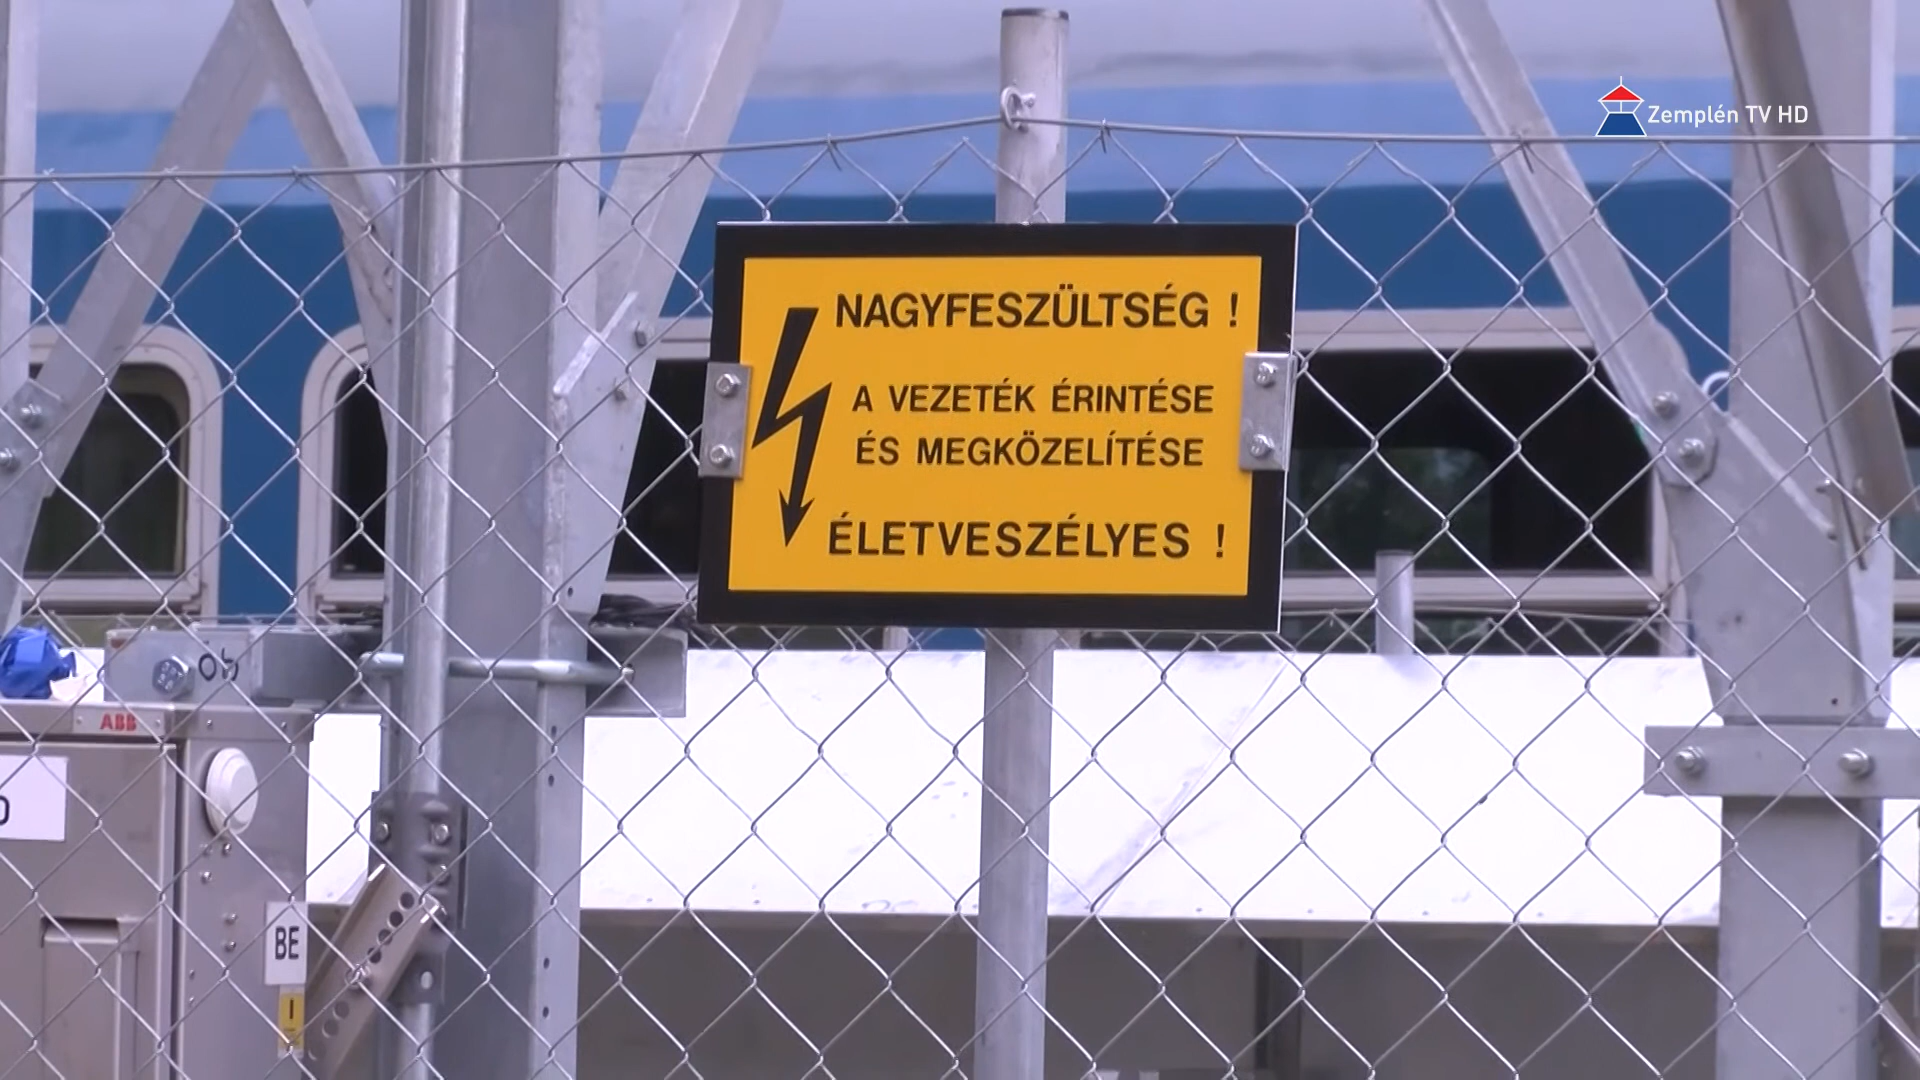 Zemplén TV HD
NAGYFESZÜLTSÉG !
A VEZETÉK ÉRINTÉSE
ÉS MEGKÖZELÍTÉSE
ÉLETVESZÉLYES !
ABB
BE
I